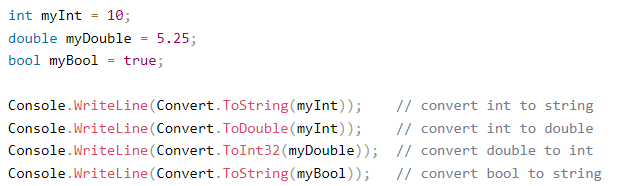 int myInt = 10;
double myDouble = 5.25;
bool myBool = true;

Console.WriteLine(Convert.ToString(myInt));    // convert int to string
Console.WriteLine(Convert.ToDouble(myInt));    // convert int to double
Console.WriteLine(Convert.ToInt32(myDouble));  // convert double to int
Console.WriteLine(Convert.ToString(myBool));   // convert bool to string